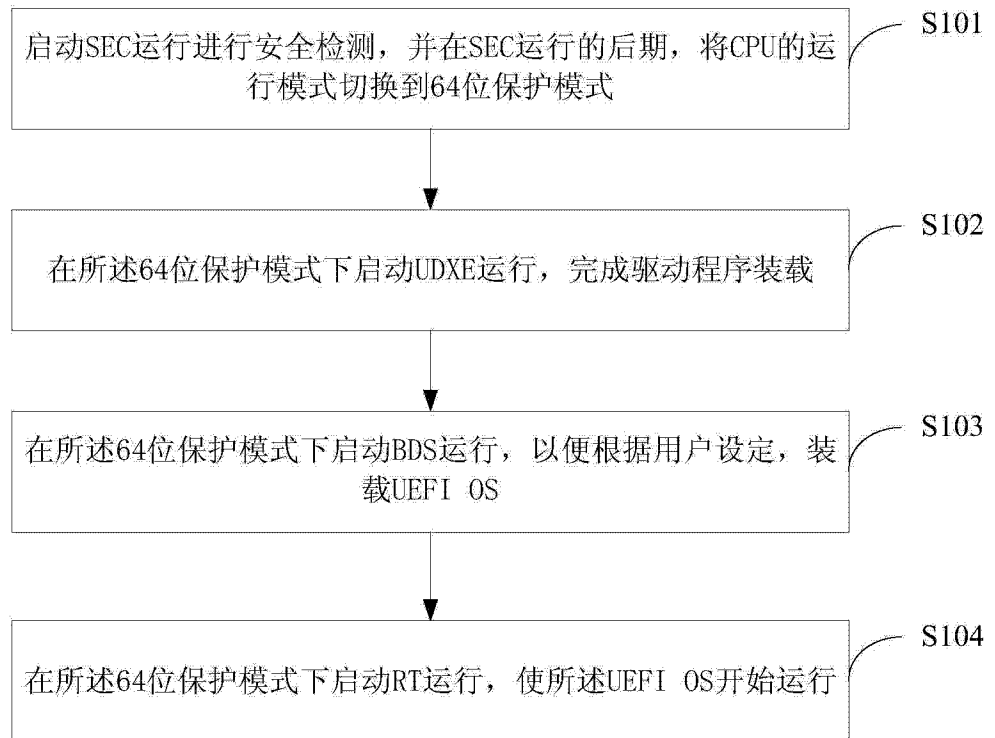 启动SEC运行进行安全检测，并在SEC运行的后期，将CPU的运
行模式切换到64位保护模式
S101
在所述64位保护模式下启动UDXE运行，完成驱动程序装载
S102
在所述64位保护模式下启动BDS运行，以便根据用户设定，装
载UEFI OS
S103
在所述64位保护模式下启动RT运行，使所述UEFI OS开始运行
S104